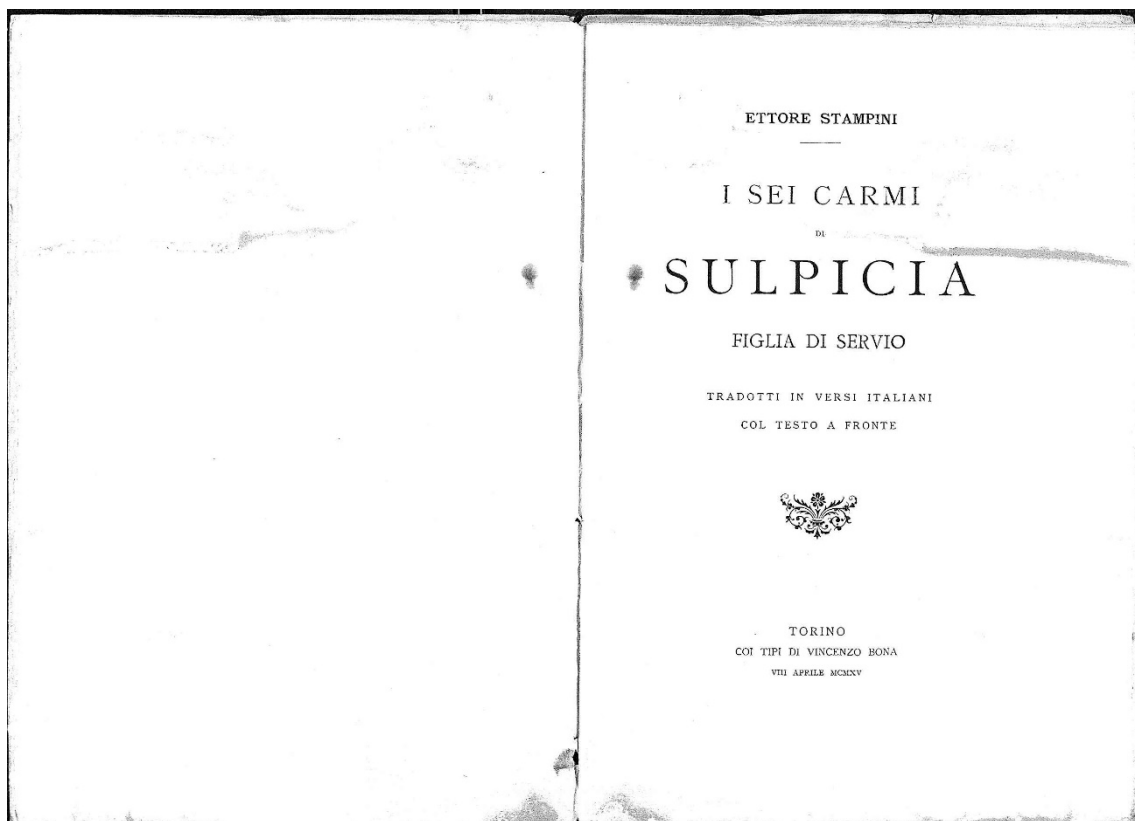 ETTORE STAMPINI
I SEI CARMI
DI
SULPICIA
FIGLIA DI SERVIO
TRADOTTI IN VERSI ITALIANI
COL TESTO A FRONTE
TORINO
COI TIPI DI VINCENZO BONA
VIII APRILE MCMXV